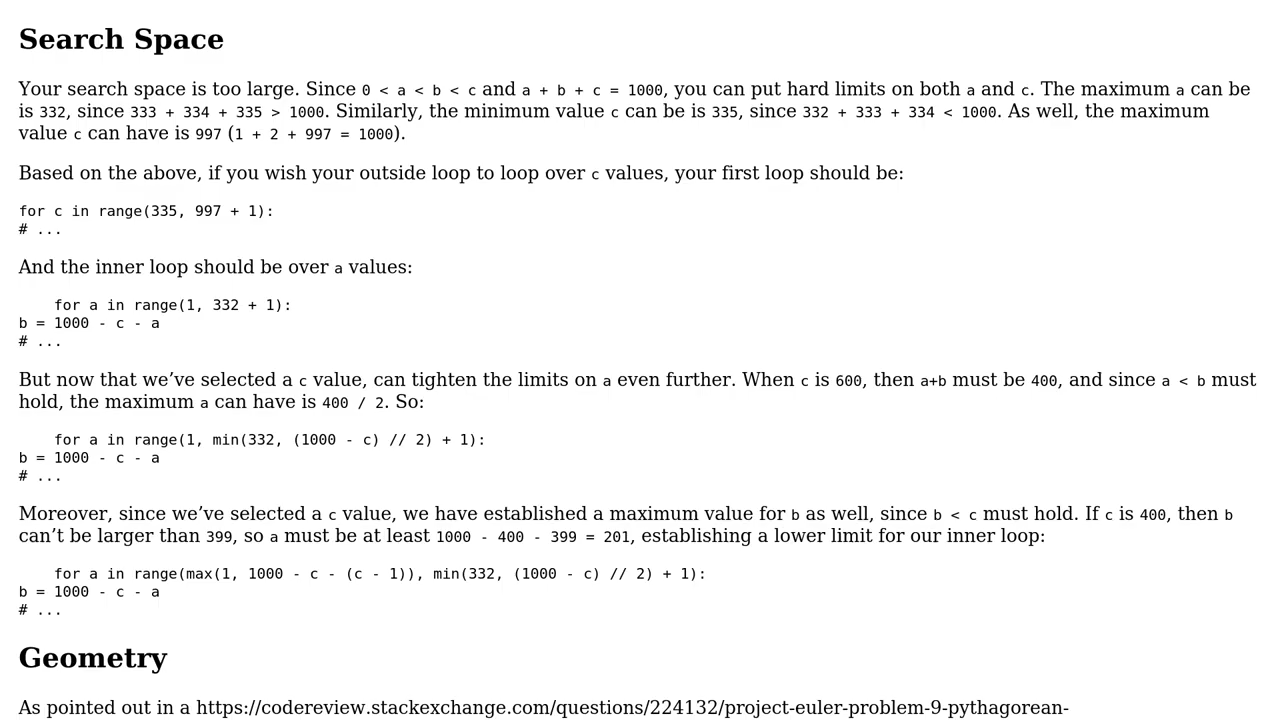 Search Space
Your search space is too large. Since 0 < a < b < c and a + b + c = 1000, you can put hard limits on both a and c. The maximum a can be
is 332, since 333 + 334 + 335 > 1000. Similarly, the minimum value c can be is 335, since 332 + 333 + 334 < 1000. As well, the maximum
value c can have is 997 (1 + 2 + 997 = 1000).
Based on the above, if you wish your outside loop to loop over c values, your first loop should be:
for c in range(335, 997 + 1):
# ...
And the inner loop should be over a values:
    for a in range(1, 332 + 1):
b = 1000 - c - a
# ...
But now that we’ve selected a c value, can tighten the limits on a even further. When c is 600, then a+b must be 400, and since a < b must
hold, the maximum a can have is 400 / 2. So:
    for a in range(1, min(332, (1000 - c) // 2) + 1):
b = 1000 - c - a
# ...
Moreover, since we’ve selected a c value, we have established a maximum value for b as well, since b < c must hold. If c is 400, then b
can’t be larger than 399, so a must be at least 1000 - 400 - 399 = 201, establishing a lower limit for our inner loop:
    for a in range(max(1, 1000 - c - (c - 1)), min(332, (1000 - c) // 2) + 1):
b = 1000 - c - a
# ...
Geometry
As pointed out in a https://codereview.stackexchange.com/questions/224132/project-euler-problem-9-pythagorean-